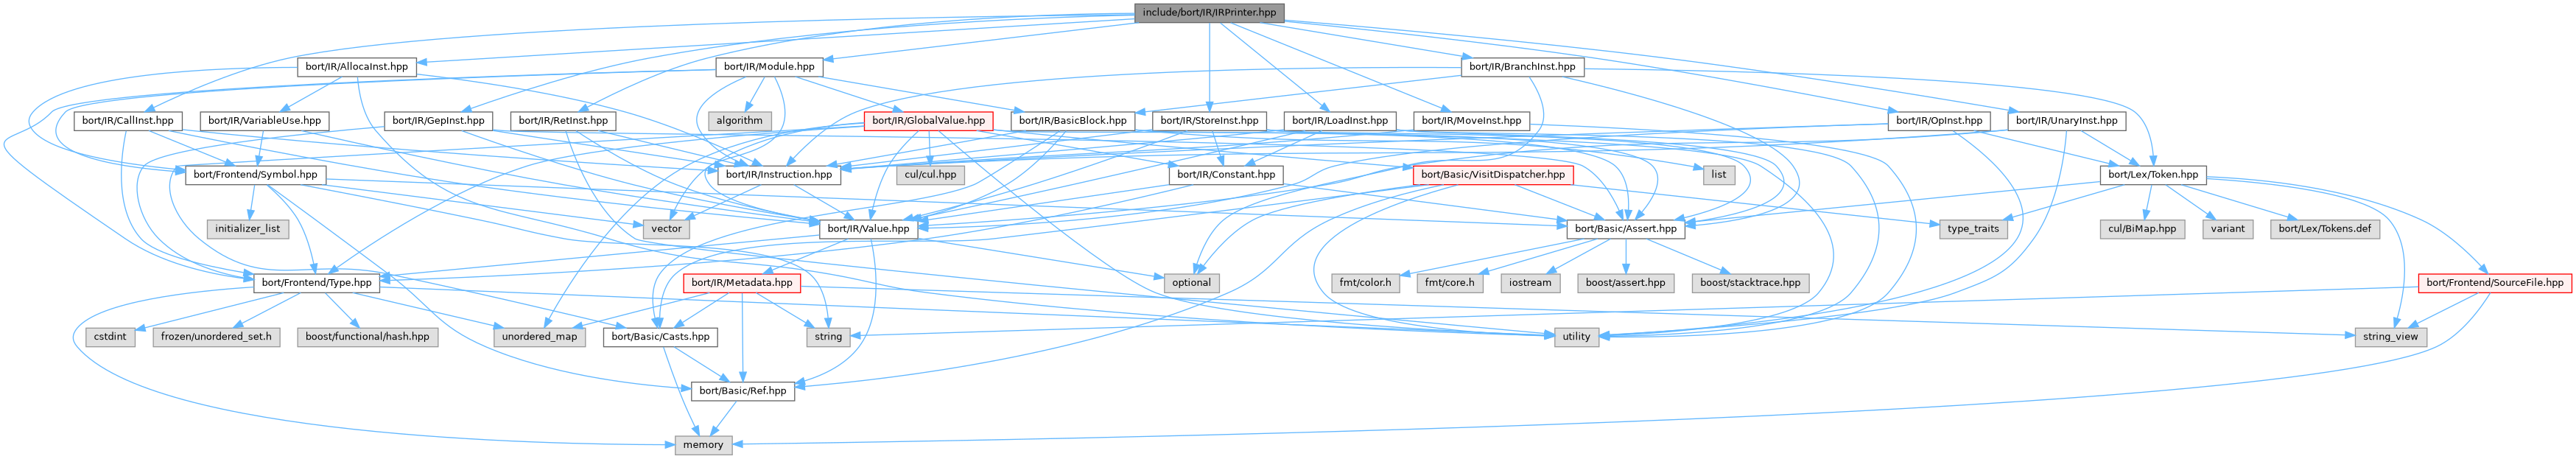 include/bort/IR/IRPrinter.hpp
bort/IR/AllocaInst.hpp
bort/IR/Module.hpp
bort/IR/BranchInst.hpp
bort/IR/CallInst.hpp
bort/IR/VariableUse.hpp
bort/IR/GepInst.hpp
bort/IR/RetInst.hpp
algorithm
bort/IR/GlobalValue.hpp
bort/IR/BasicBlock.hpp
bort/IR/StoreInst.hpp
bort/IR/LoadInst.hpp
bort/IR/MoveInst.hpp
bort/IR/OpInst.hpp
bort/IR/UnaryInst.hpp
bort/Frontend/Symbol.hpp
bort/IR/Instruction.hpp
cul/cul.hpp
bort/IR/Constant.hpp
bort/Basic/VisitDispatcher.hpp
list
bort/Lex/Token.hpp
initializer_list
vector
bort/IR/Value.hpp
bort/Basic/Assert.hpp
type_traits
cul/BiMap.hpp
variant
bort/Lex/Tokens.def
bort/Frontend/Type.hpp
bort/IR/Metadata.hpp
optional
fmt/color.h
fmt/core.h
iostream
boost/assert.hpp
boost/stacktrace.hpp
bort/Frontend/SourceFile.hpp
cstdint
frozen/unordered_set.h
boost/functional/hash.hpp
unordered_map
bort/Basic/Casts.hpp
string
utility
string_view
bort/Basic/Ref.hpp
memory